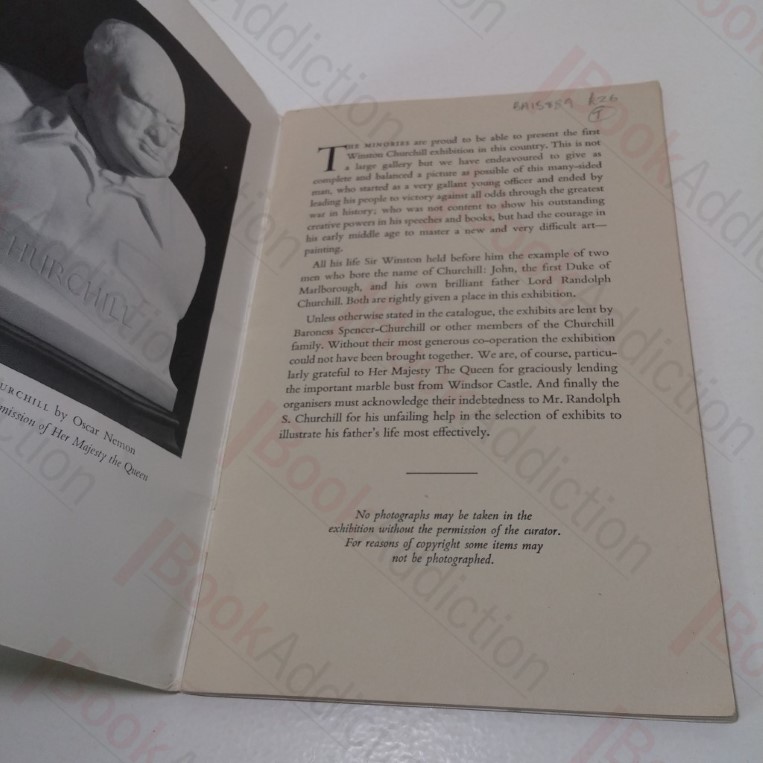 CHURCHILL
URCHILL by Oscar Nemon
mission of Her Majesty the Queen
BA15889 £26
THE MINORIES are proud to be able to present the first
Winston Churchill exhibition in this country. This is not
a large gallery but we have endeavoured to give as
complete and balanced a picture as possible of this many-sided
man, who started as a very gallant young officer and ended by
leading his people to victory against all odds through the greatest
war in history; who was not content to show his outstanding
creative powers in his speeches and books, but had the courage in
his early middle age to master a new and very difficult art—
painting.
All his life Sir Winston held before him the example of two
men who bore the name of Churchill: John, the first Duke of
Marlborough, and his own brilliant father Lord Randolph
Churchill. Both are rightly given a place in this exhibition.
Unless otherwise stated in the catalogue, the exhibits are lent by
Baroness Spencer-Churchill or other members of the Churchill
family. Without their most generous co-operation the exhibition
could not have been brought together. We are, of course, particu-
larly grateful to Her Majesty The Queen for graciously lending
the important marble bust from Windsor Castle. And finally the
organisers must acknowledge their indebtedness to Mr. Randolph
S. Churchill for his unfailing help in the selection of exhibits to
illustrate his father's life most effectively.
No photographs may be taken in the
exhibition without the permission of the curator.
For reasons of copyright some items may
not be photographed.
BookAddiction